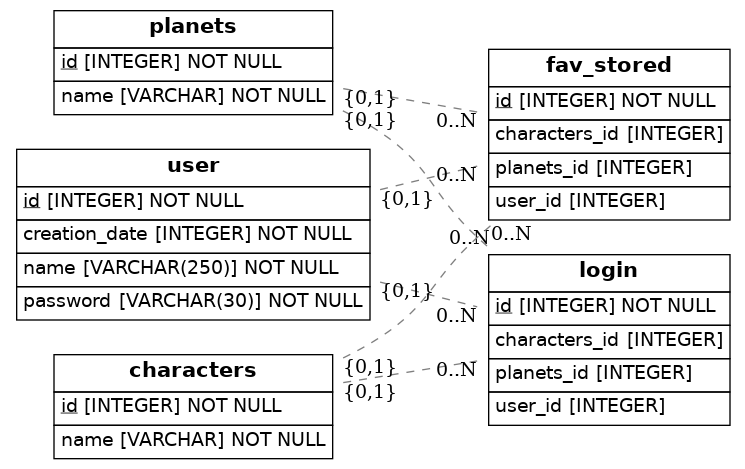 planets
id [INTEGER] NOT NULL
name [VARCHAR] NOT NULL
user
id [INTEGER] NOT NULL
creation_date [INTEGER] NOT NULL
name [VARCHAR(250)] NOT NULL
password [VARCHAR(30)] NOT NULL
characters
id [INTEGER] NOT NULL
name [VARCHAR] NOT NULL
{0,1}
{0,1}
{0,1}
{0,1}
{0,1}
{0,1}
0..N
0..N
0..N
0..N
0..N
0..N
fav_stored
id [INTEGER] NOT NULL
characters_id [INTEGER]
planets_id [INTEGER]
user_id [INTEGER]
login
id [INTEGER] NOT NULL
characters_id [INTEGER]
planets_id [INTEGER]
user_id [INTEGER]